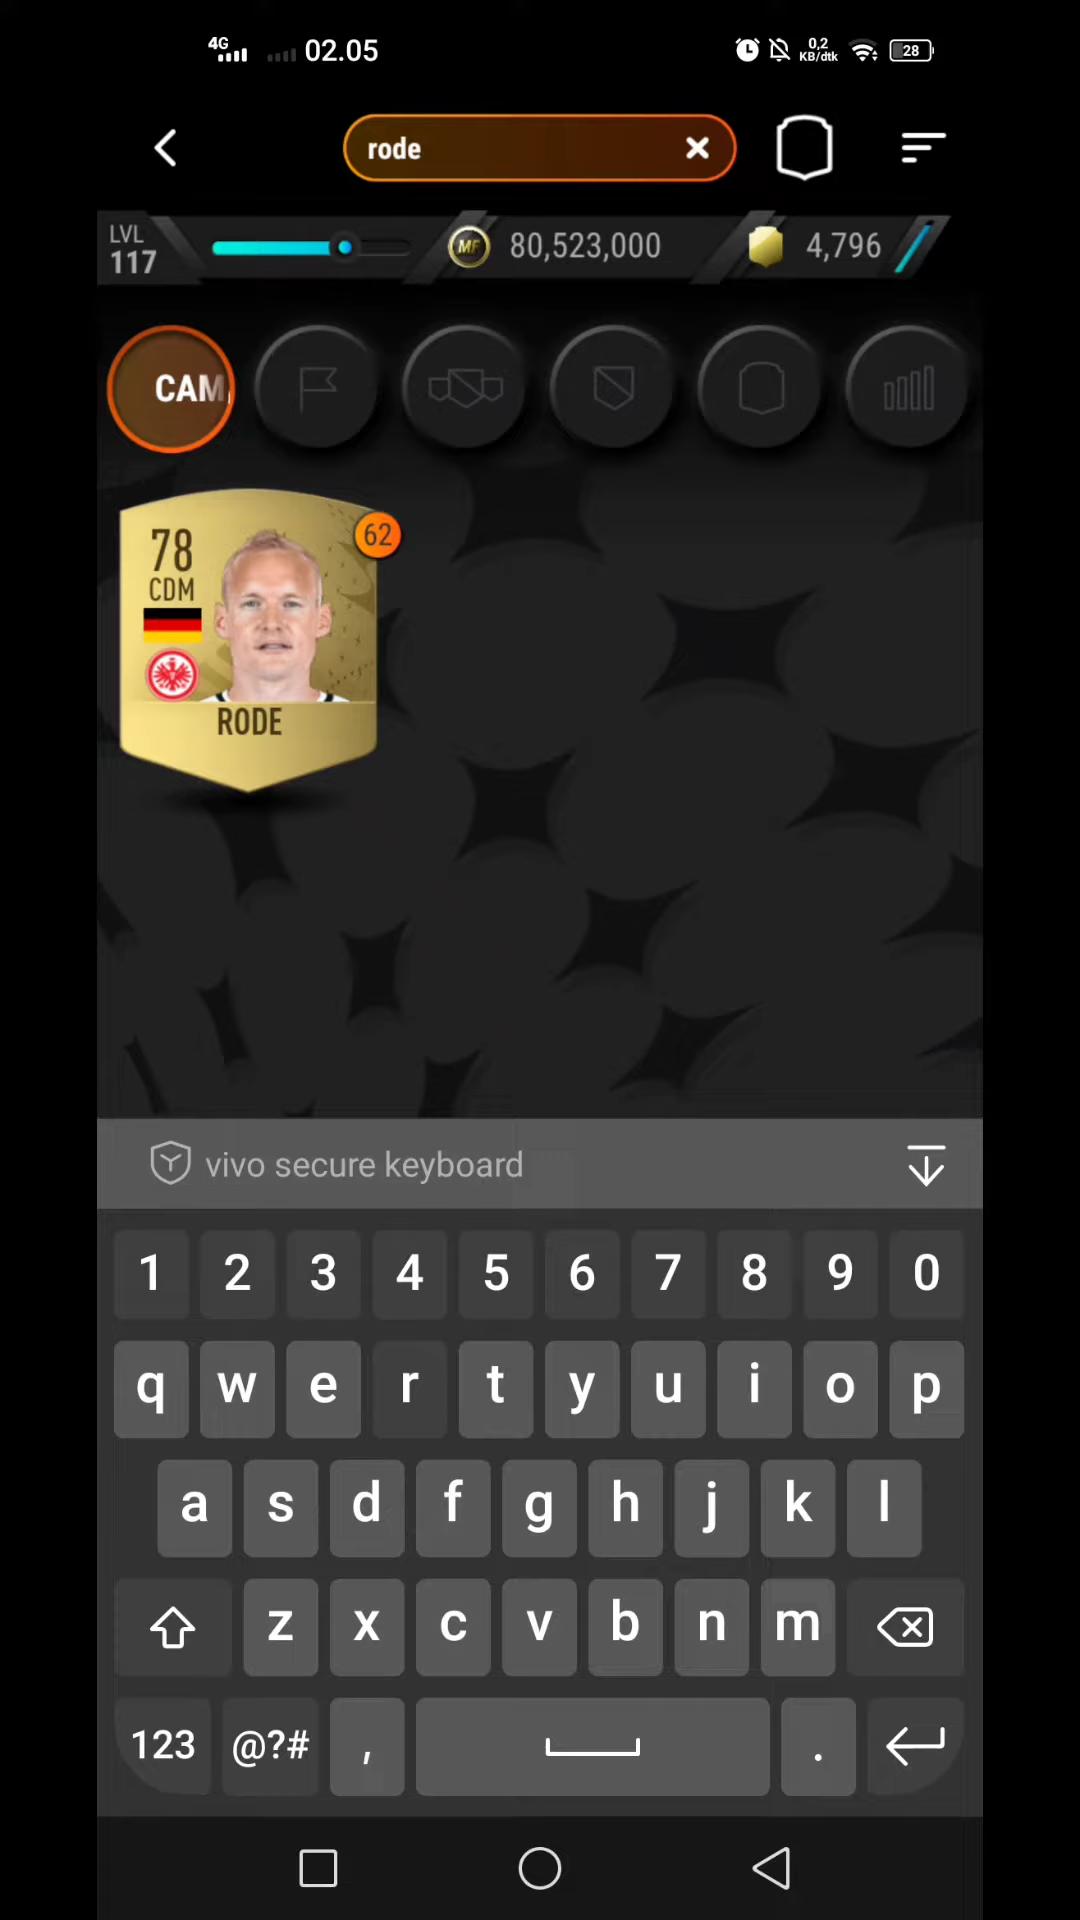 4G 02.05 0,2 KB/dtk 28
rode
LVL
117
MF 80,523,000 4,796
CAM
62
78
CDM
RODE
vivo secure keyboard
1 2 3 4 5 6 7 8 9 0
q w e r t y u i o p
a s d f g h j k l
z x c v b n m
123 @?# , .